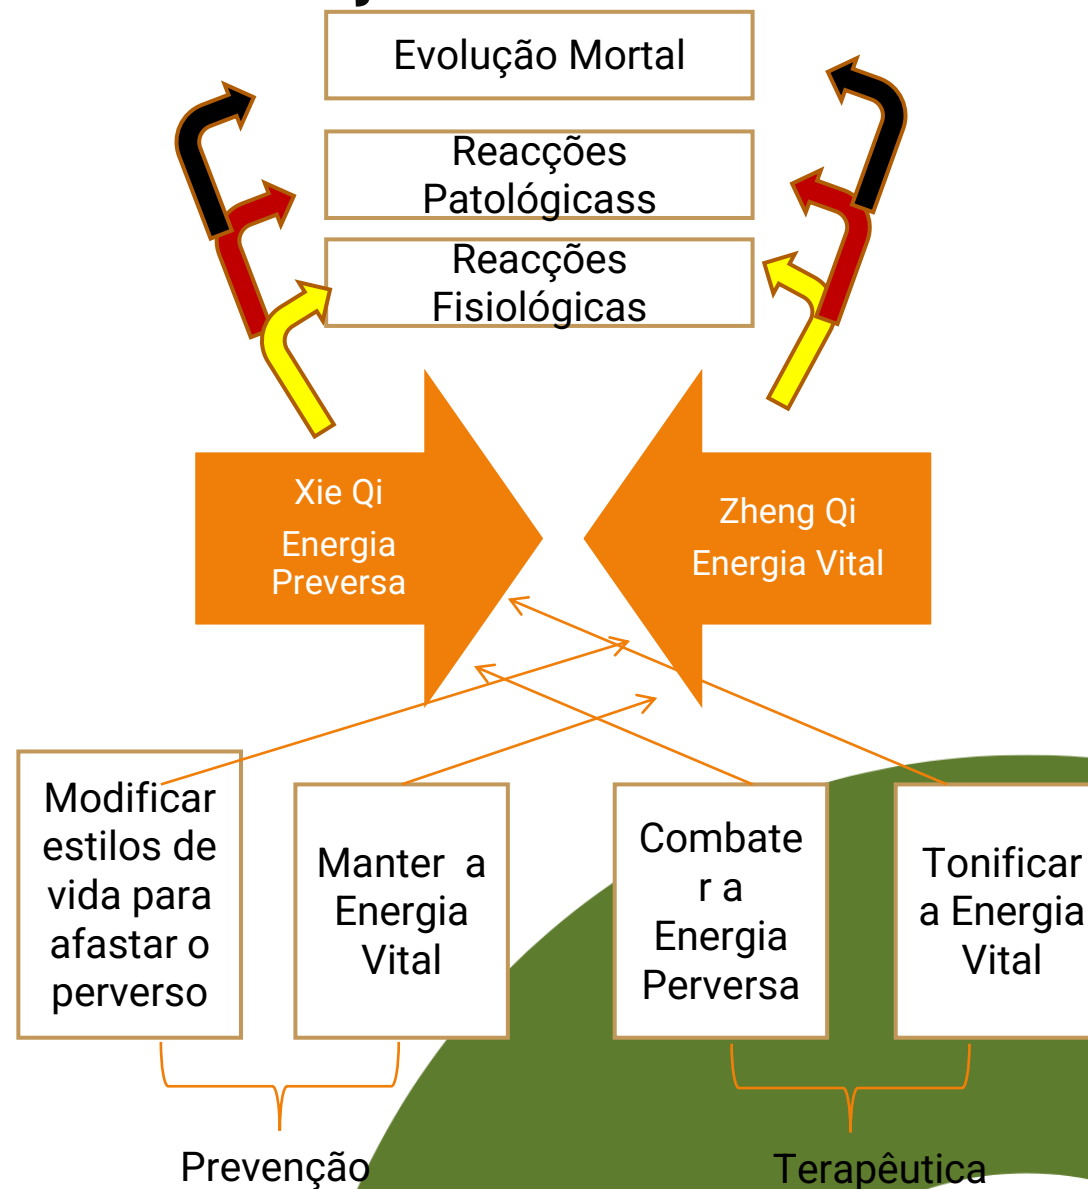 Evolução Mortal
Reacções
Patológicass
Reacções
Fisiológicas
Xie Qi
Energia
Preversa
Zheng Qi
Energia Vital
Modificar
estilos de
vida para
afastar o
perverso
Manter a
Energia
Vital
Combate
r a
Energia
Perversa
Tonificar
a Energia
Vital
Prevenção
Terapêutica